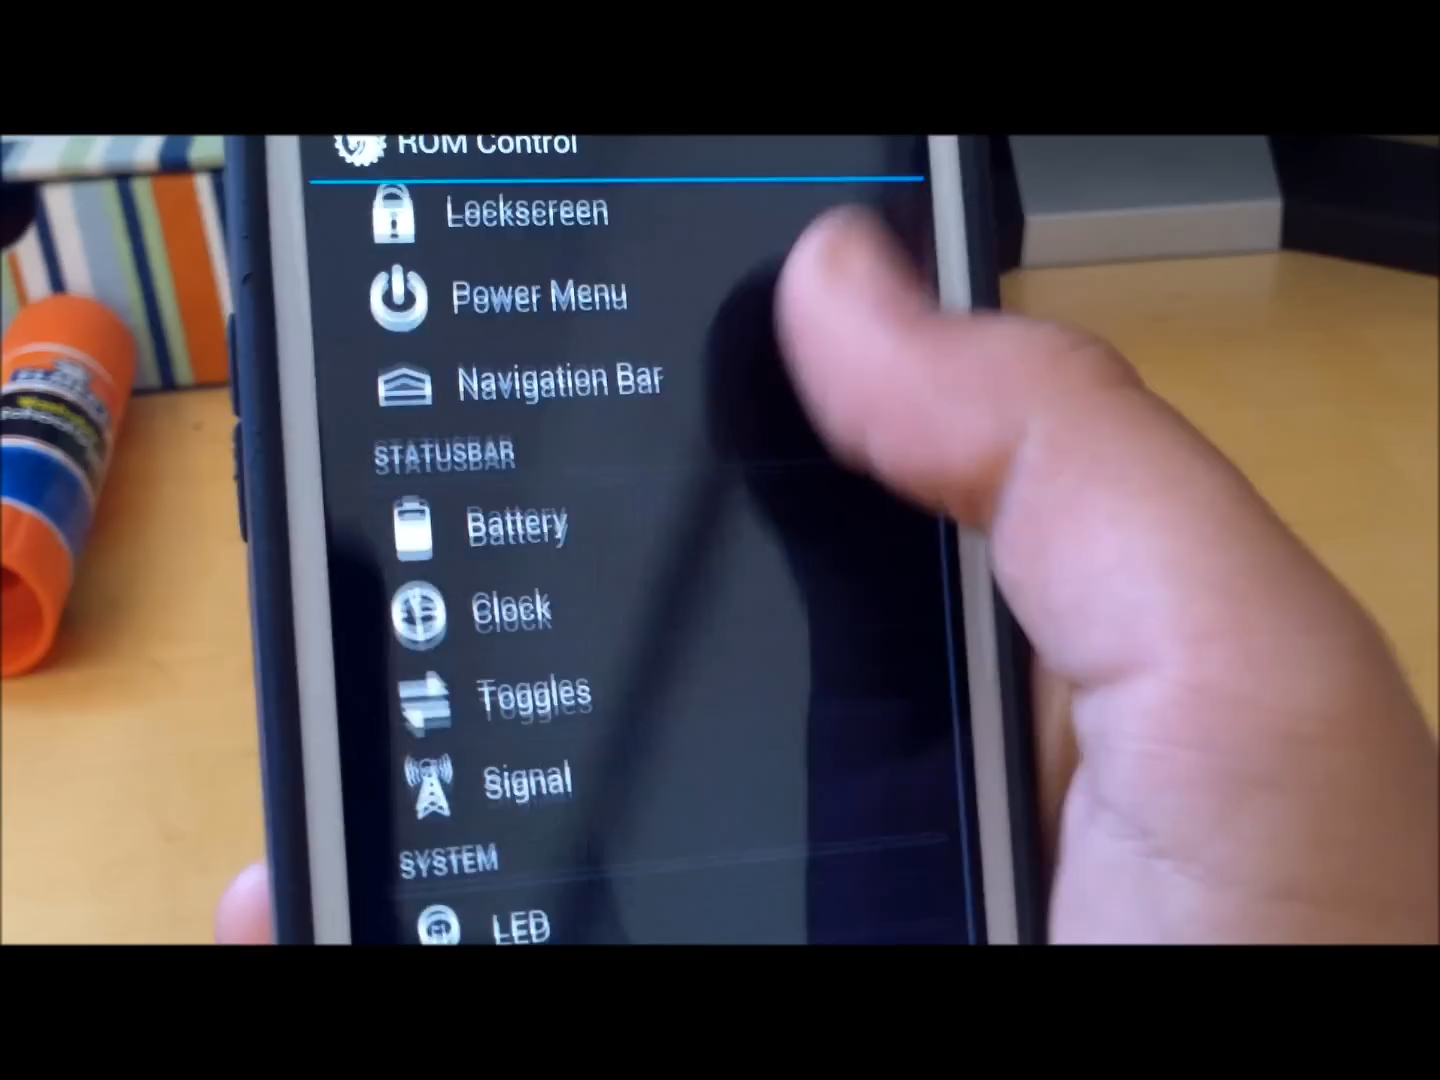 ROM Control
Lockscreen
Power Menu
Navigation Bar
STATUSBAR
Battery
Clock
Toggles
Signal
SYSTEM
LED